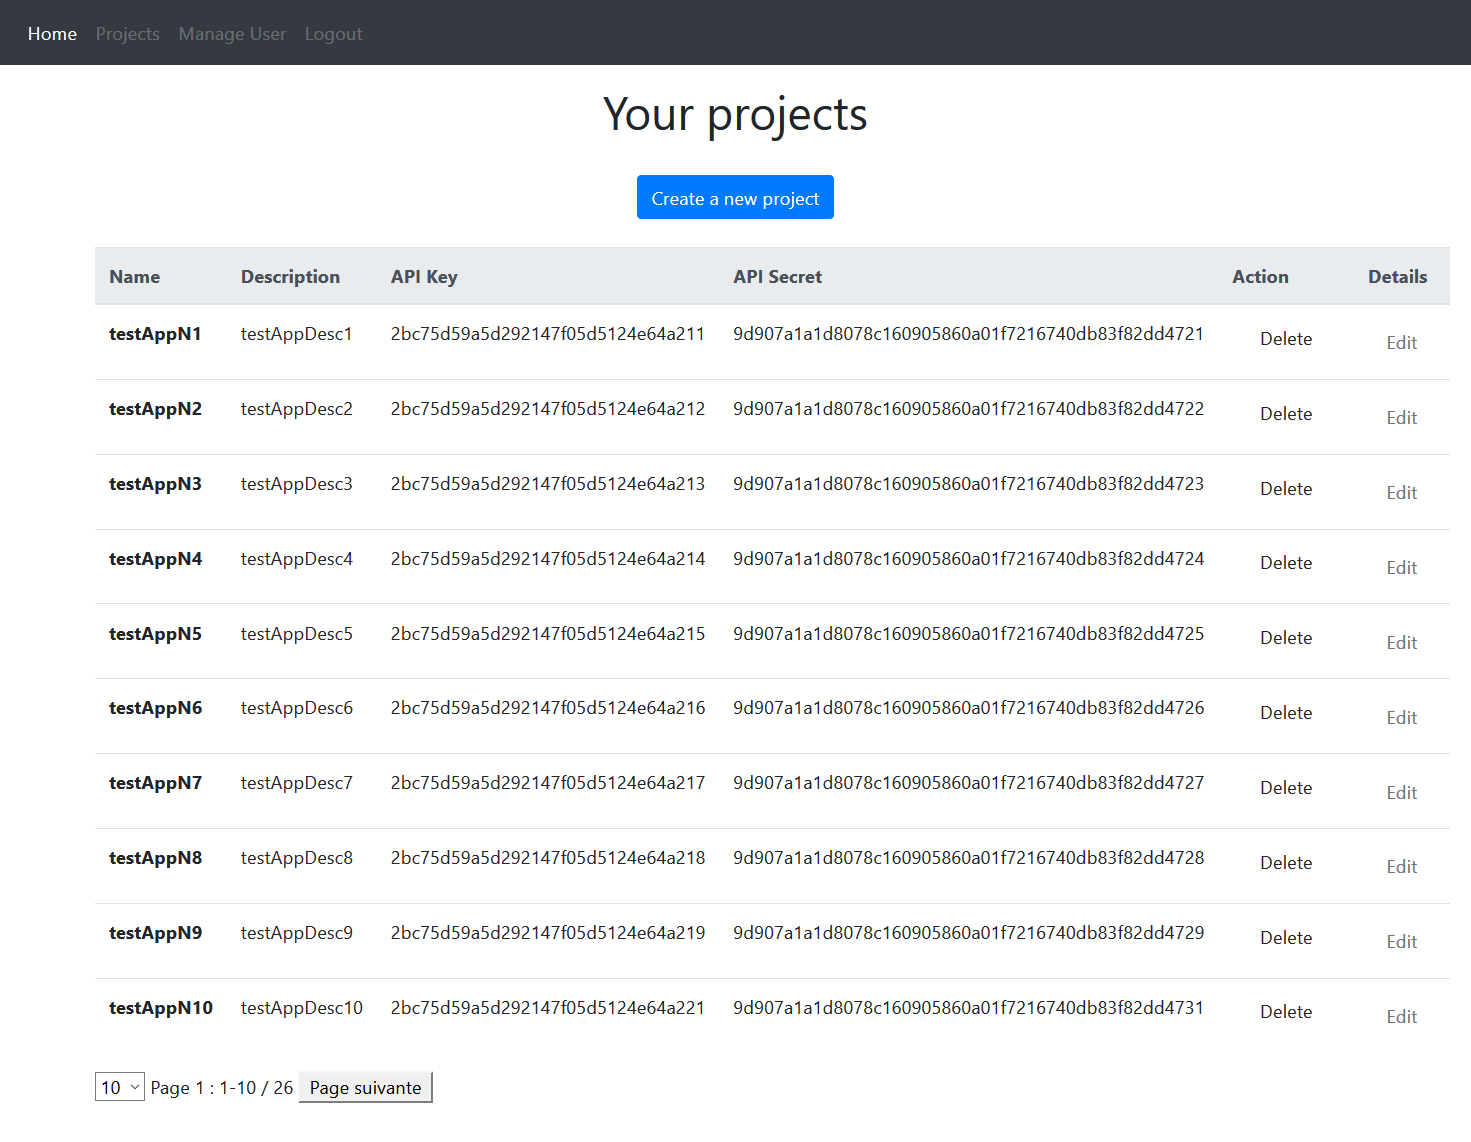 Home Projects Manage User Logout
Your projects
Create a new project
Name Description API Key API Secret Action Details
testAppN1 testAppDesc1 2bc75d59a5d292147f05d5124e64a211 9d907a1a1d8078c160905860a01f7216740db83f82dd4721 Delete Edit
testAppN2 testAppDesc2 2bc75d59a5d292147f05d5124e64a212 9d907a1a1d8078c160905860a01f7216740db83f82dd4722 Delete Edit
testAppN3 testAppDesc3 2bc75d59a5d292147f05d5124e64a213 9d907a1a1d8078c160905860a01f7216740db83f82dd4723 Delete Edit
testAppN4 testAppDesc4 2bc75d59a5d292147f05d5124e64a214 9d907a1a1d8078c160905860a01f7216740db83f82dd4724 Delete Edit
testAppN5 testAppDesc5 2bc75d59a5d292147f05d5124e64a215 9d907a1a1d8078c160905860a01f7216740db83f82dd4725 Delete Edit
testAppN6 testAppDesc6 2bc75d59a5d292147f05d5124e64a216 9d907a1a1d8078c160905860a01f7216740db83f82dd4726 Delete Edit
testAppN7 testAppDesc7 2bc75d59a5d292147f05d5124e64a217 9d907a1a1d8078c160905860a01f7216740db83f82dd4727 Delete Edit
testAppN8 testAppDesc8 2bc75d59a5d292147f05d5124e64a218 9d907a1a1d8078c160905860a01f7216740db83f82dd4728 Delete Edit
testAppN9 testAppDesc9 2bc75d59a5d292147f05d5124e64a219 9d907a1a1d8078c160905860a01f7216740db83f82dd4729 Delete Edit
testAppN10 testAppDesc10 2bc75d59a5d292147f05d5124e64a221 9d907a1a1d8078c160905860a01f7216740db83f82dd4731 Delete Edit
10 Page 1 : 1-10 / 26 Page suivante